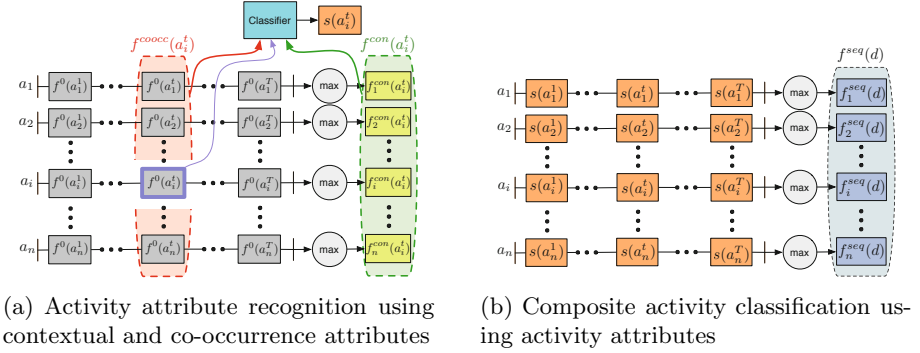 Classifier s(a_i^t)
f^{coocc}(a_i^t) f^{con}(a_i^t)
a_1 f^0(a_1^1) f^0(a_1^t) f^0(a_1^T) max f_1^{con}(a_i^t)
a_2 f^0(a_2^1) f^0(a_2^t) f^0(a_2^T) max f_2^{con}(a_i^t)
a_i f^0(a_i^1) f^0(a_i^t) f^0(a_i^T) max f_i^{con}(a_i^t)
a_n f^0(a_n^1) f^0(a_n^t) f^0(a_n^T) max f_n^{con}(a_i^t)
(a) Activity attribute recognition using
contextual and co-occurrence attributes
f^{seq}(d)
a_1 s(a_1^1) s(a_1^t) s(a_1^T) max f_1^{seq}(d)
a_2 s(a_2^1) s(a_2^t) s(a_2^T) max f_2^{seq}(d)
a_i s(a_i^1) s(a_i^t) s(a_i^T) max f_i^{seq}(d)
a_n s(a_n^1) s(a_n^t) s(a_n^T) max f_n^{seq}(d)
(b) Composite activity classification us-
ing activity attributes